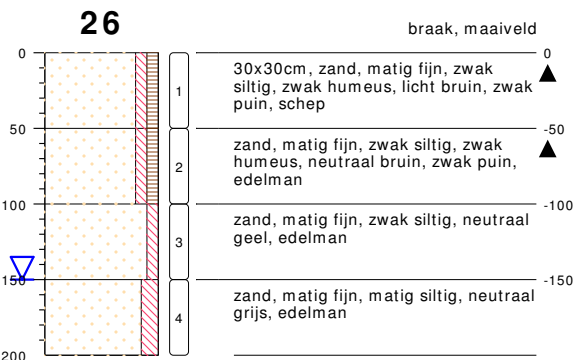 26
braak, maaiveld
0
0
30x30cm, zand, matig fijn, zwak
siltig, zwak humeus, licht bruin, zwak
puin, schep
1
50
-50
zand, matig fijn, zwak siltig, zwak
humeus, neutraal bruin, zwak puin,
edelman
2
100
-100
zand, matig fijn, zwak siltig, neutraal
geel, edelman
3
150
-150
zand, matig fijn, matig siltig, neutraal
grijs, edelman
4
200